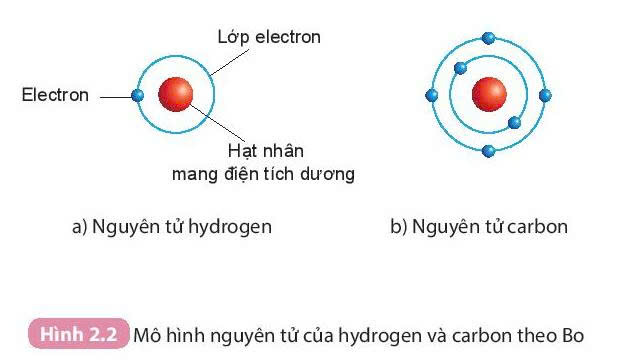 Lớp electron
Electron
Hạt nhân
mang điện tích dương
a) Nguyên tử hydrogen
b) Nguyên tử carbon
Hình 2.2 Mô hình nguyên tử của hydrogen và carbon theo Bo